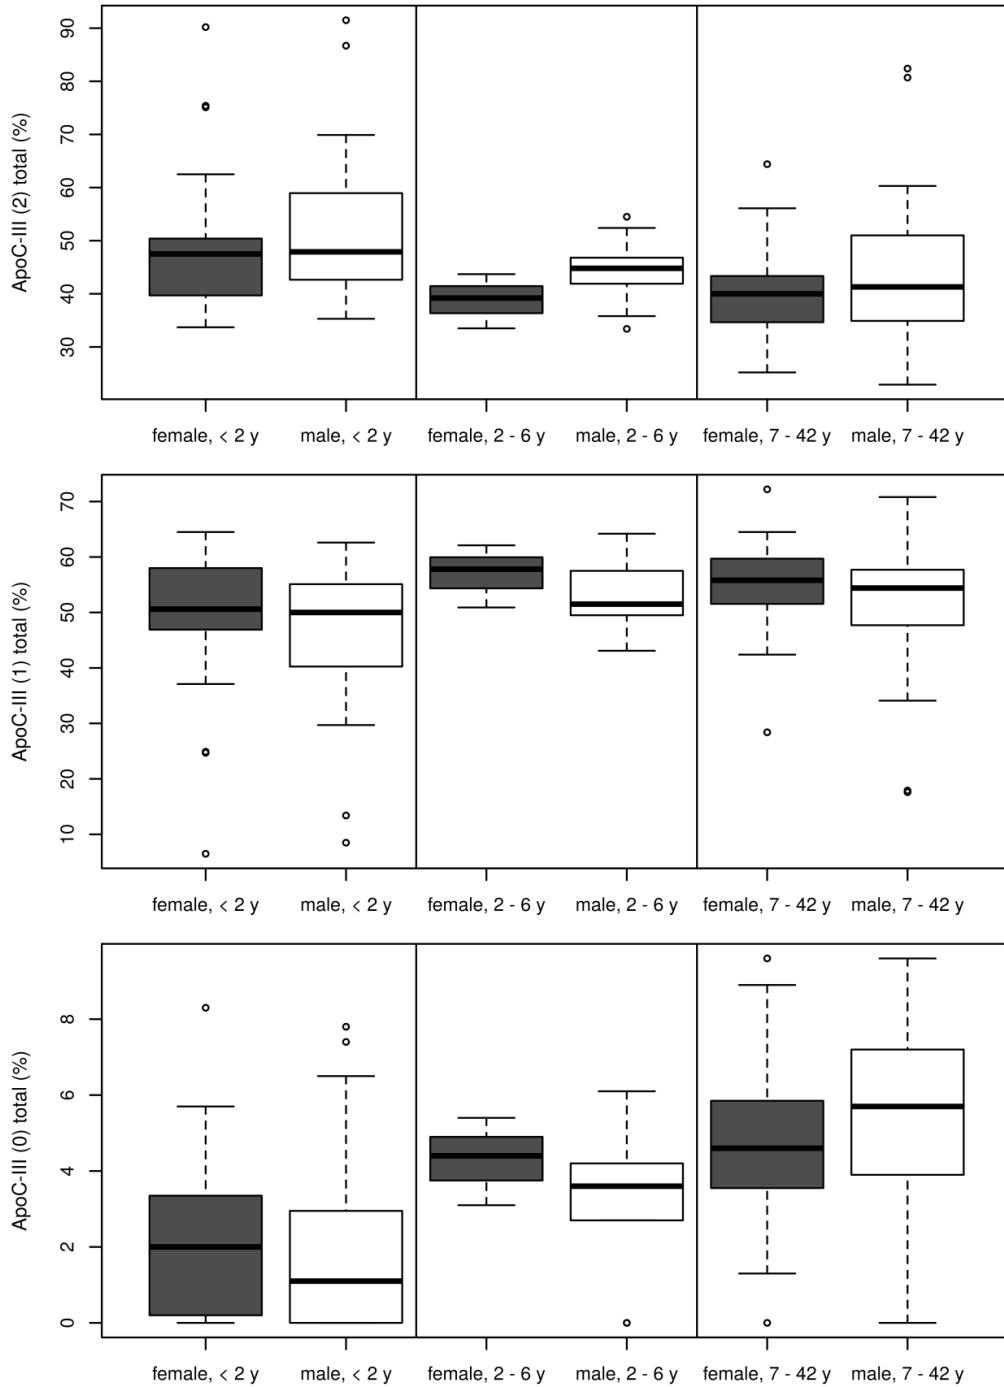 ApoC-III (2) total (%)
90
80
70
60
50
40
30
female, < 2 y
male, < 2 y
female, 2 - 6 y
male, 2 - 6 y
female, 7 - 42 y
male, 7 - 42 y
ApoC-III (1) total (%)
70
60
50
40
30
20
10
female, < 2 y
male, < 2 y
female, 2 - 6 y
male, 2 - 6 y
female, 7 - 42 y
male, 7 - 42 y
ApoC-III (0) total (%)
8
6
4
2
0
female, < 2 y
male, < 2 y
female, 2 - 6 y
male, 2 - 6 y
female, 7 - 42 y
male, 7 - 42 y